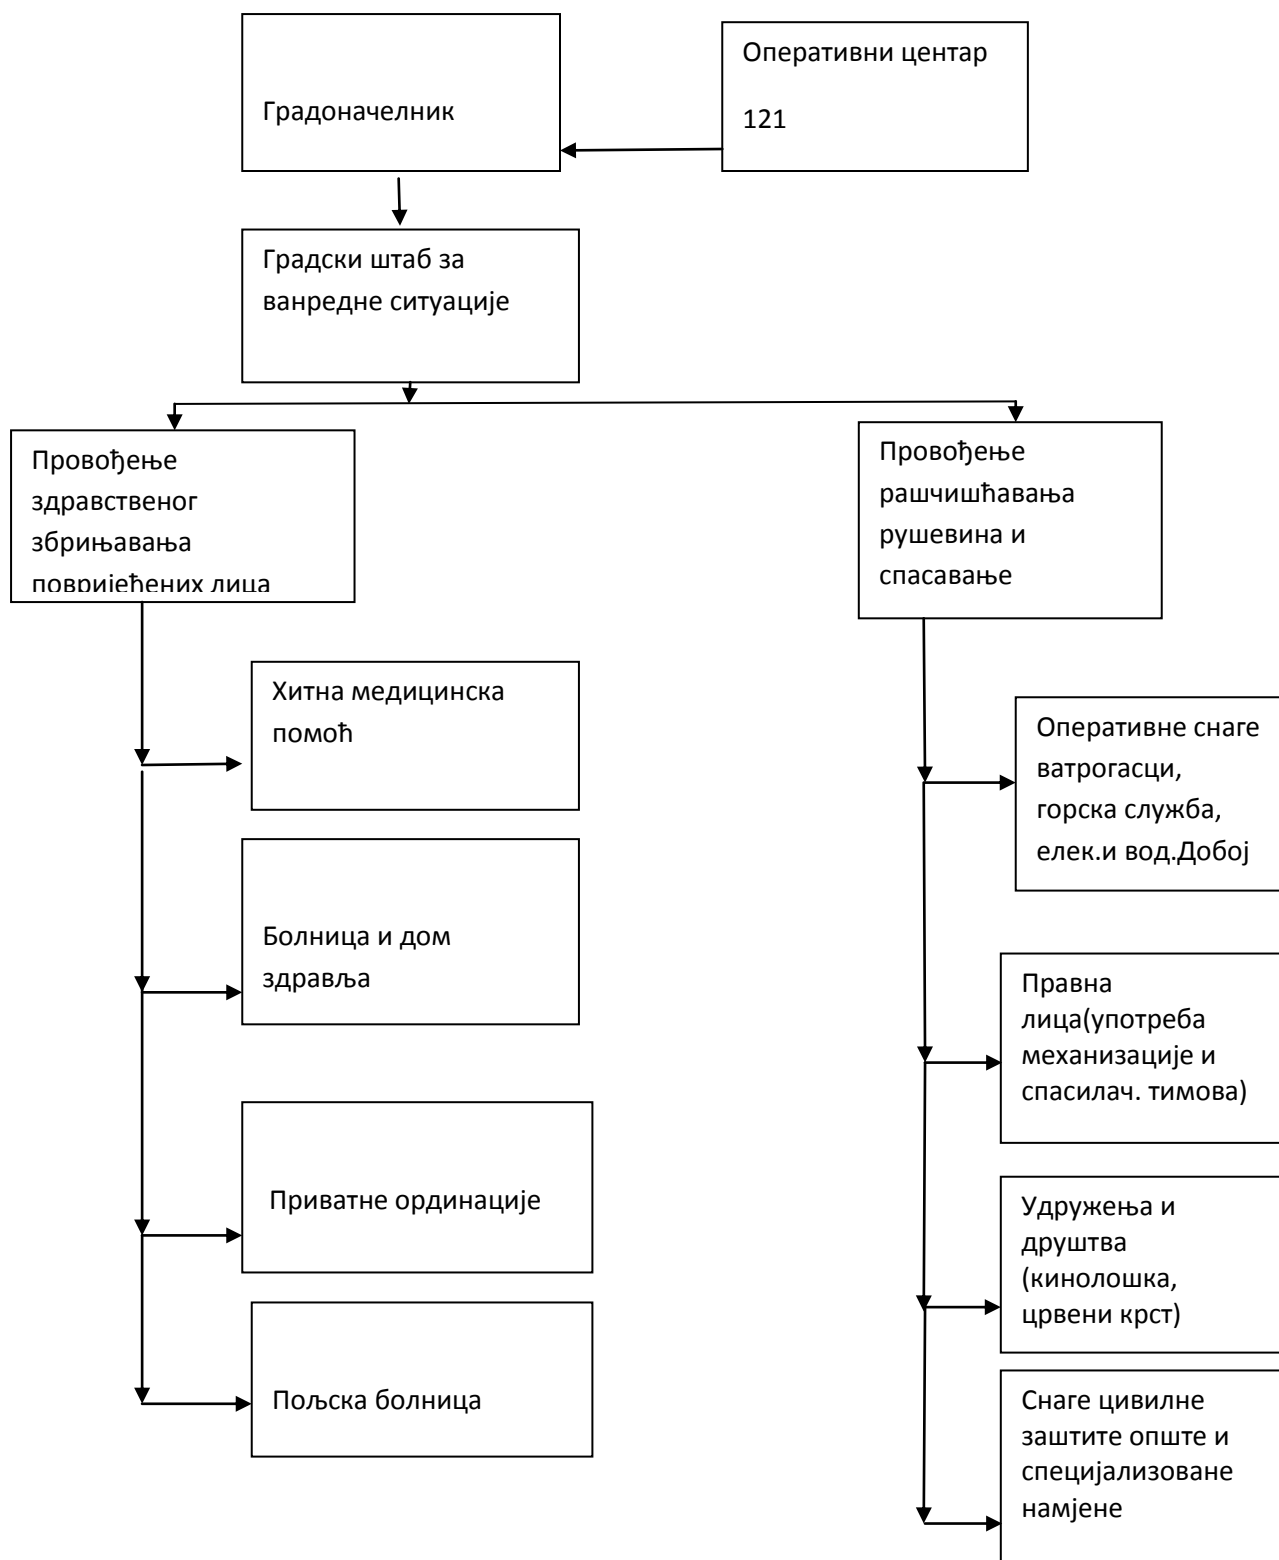 Градоначелник
Оперативни центар
121
Градски штаб за
ванредне ситуације
Провођење
здравственог
збрињавања
повријеђених лица
Провођење
рашчишћавања
рушевина и
спасавање
Хитна медицинска
помоћ
Болница и дом
здравља
Приватне ординације
Пољска болница
Оперативне снаге
ватрогасци,
горска служба,
елек.и вод.Добој
Правна
лица(употреба
механизације и
спасилач. тимова)
Удружења и
друштва
(кинолошка,
црвени крст)
Снаге цивилне
заштите опште и
специјализоване
намјене